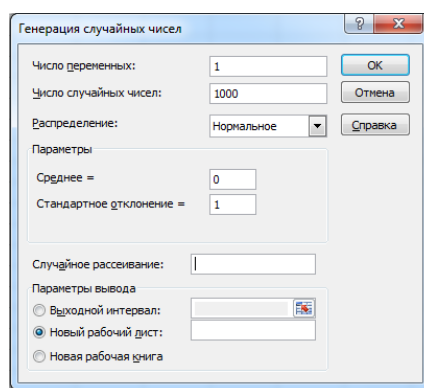 Генерация случайных чисел
Число переменных: 1 OK
Число случайных чисел: 1000 Отмена
Распределение: Нормальное Справка
Параметры
Среднее = 0
Стандартное отклонение = 1
Случайное рассеивание:
Параметры вывода
Выходной интервал:
Новый рабочий лист:
Новая рабочая книга